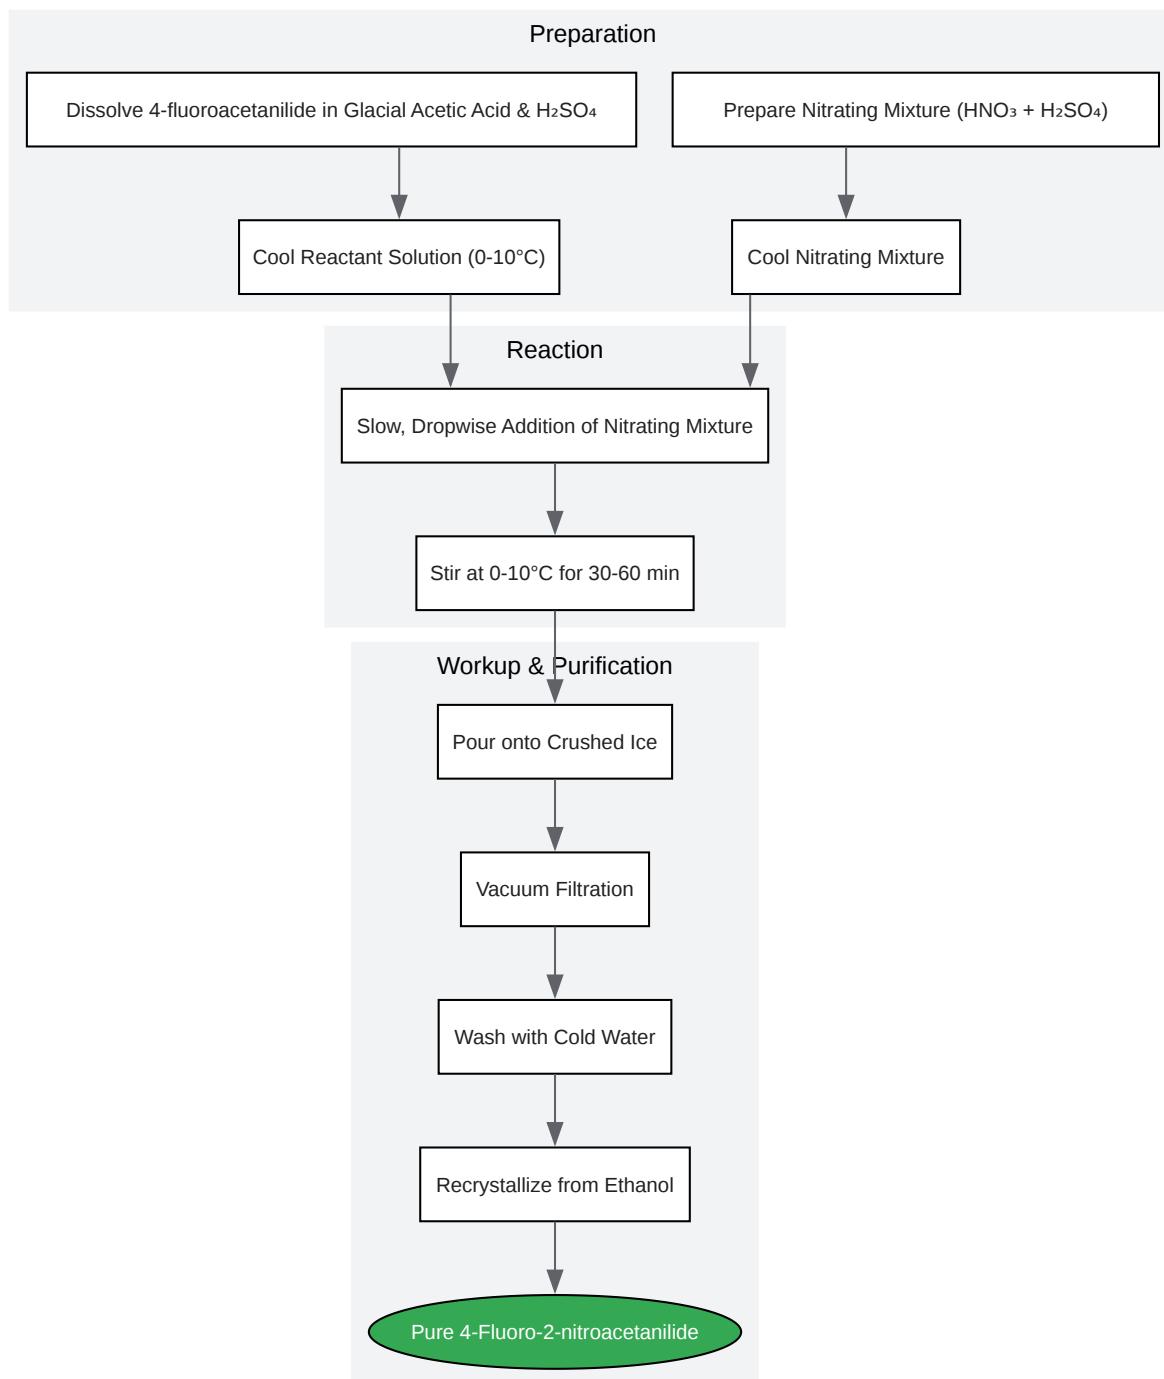 Preparation
Dissolve 4-fluoroacetanilide in Glacial Acetic Acid & H₂SO₄
Prepare Nitrating Mixture (HNO₃ + H₂SO₄)
Cool Reactant Solution (0-10°C)
Cool Nitrating Mixture
Reaction
Slow, Dropwise Addition of Nitrating Mixture
Stir at 0-10°C for 30-60 min
Workup & Purification
Pour onto Crushed Ice
Vacuum Filtration
Wash with Cold Water
Recrystallize from Ethanol
Pure 4-Fluoro-2-nitroacetanilide